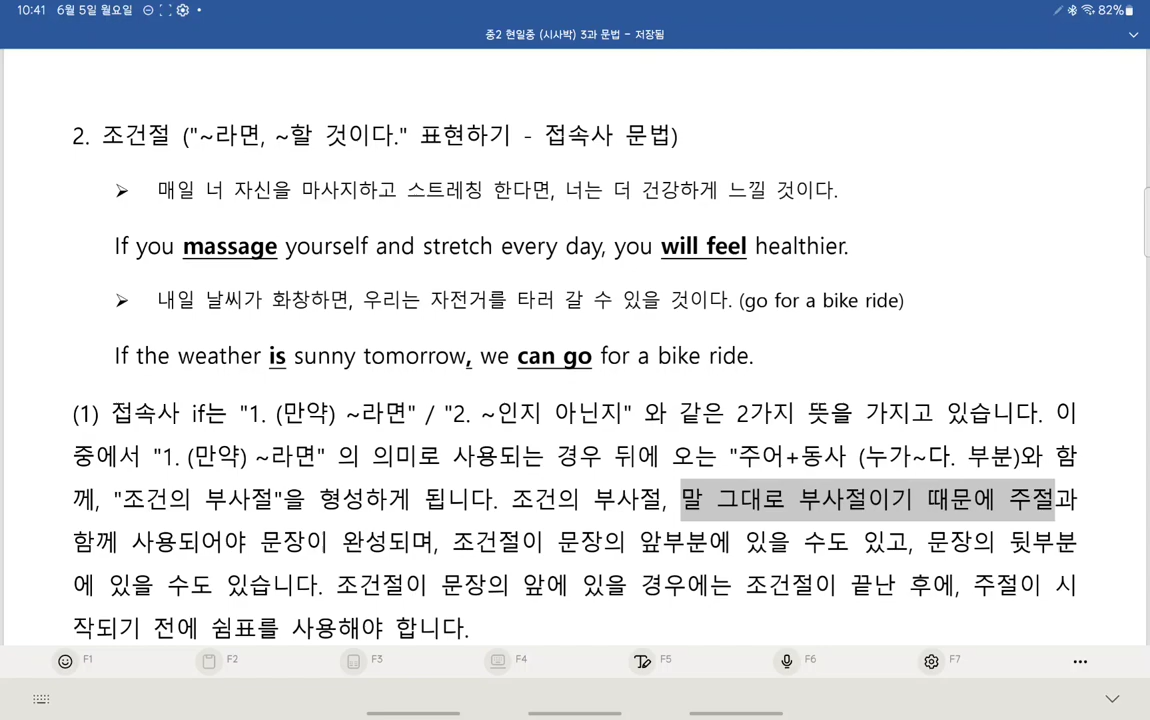 10:41 6월 5일 월요일 82%
중2 현일중 (시사박) 3과 문법 - 저장됨
2. 조건절 ("~라면, ~할 것이다." 표현하기 - 접속사 문법)
➢ 매일 너 자신을 마사지하고 스트레칭 한다면, 너는 더 건강하게 느낄 것이다.
If you massage yourself and stretch every day, you will feel healthier.
➢ 내일 날씨가 화창하면, 우리는 자전거를 타러 갈 수 있을 것이다. (go for a bike ride)
If the weather is sunny tomorrow, we can go for a bike ride.
(1) 접속사 if는 "1. (만약) ~라면" / "2. ~인지 아닌지" 와 같은 2가지 뜻을 가지고 있습니다. 이
중에서 "1. (만약) ~라면" 의 의미로 사용되는 경우 뒤에 오는 "주어+동사 (누가~다. 부분)와 함
께, "조건의 부사절"을 형성하게 됩니다. 조건의 부사절, 말 그대로 부사절이기 때문에 주절과
함께 사용되어야 문장이 완성되며, 조건절이 문장의 앞부분에 있을 수도 있고, 문장의 뒷부분
에 있을 수도 있습니다. 조건절이 문장의 앞에 있을 경우에는 조건절이 끝난 후에, 주절이 시
작되기 전에 쉼표를 사용해야 합니다.
F1 F2 F3 F4 F5 F6 F7